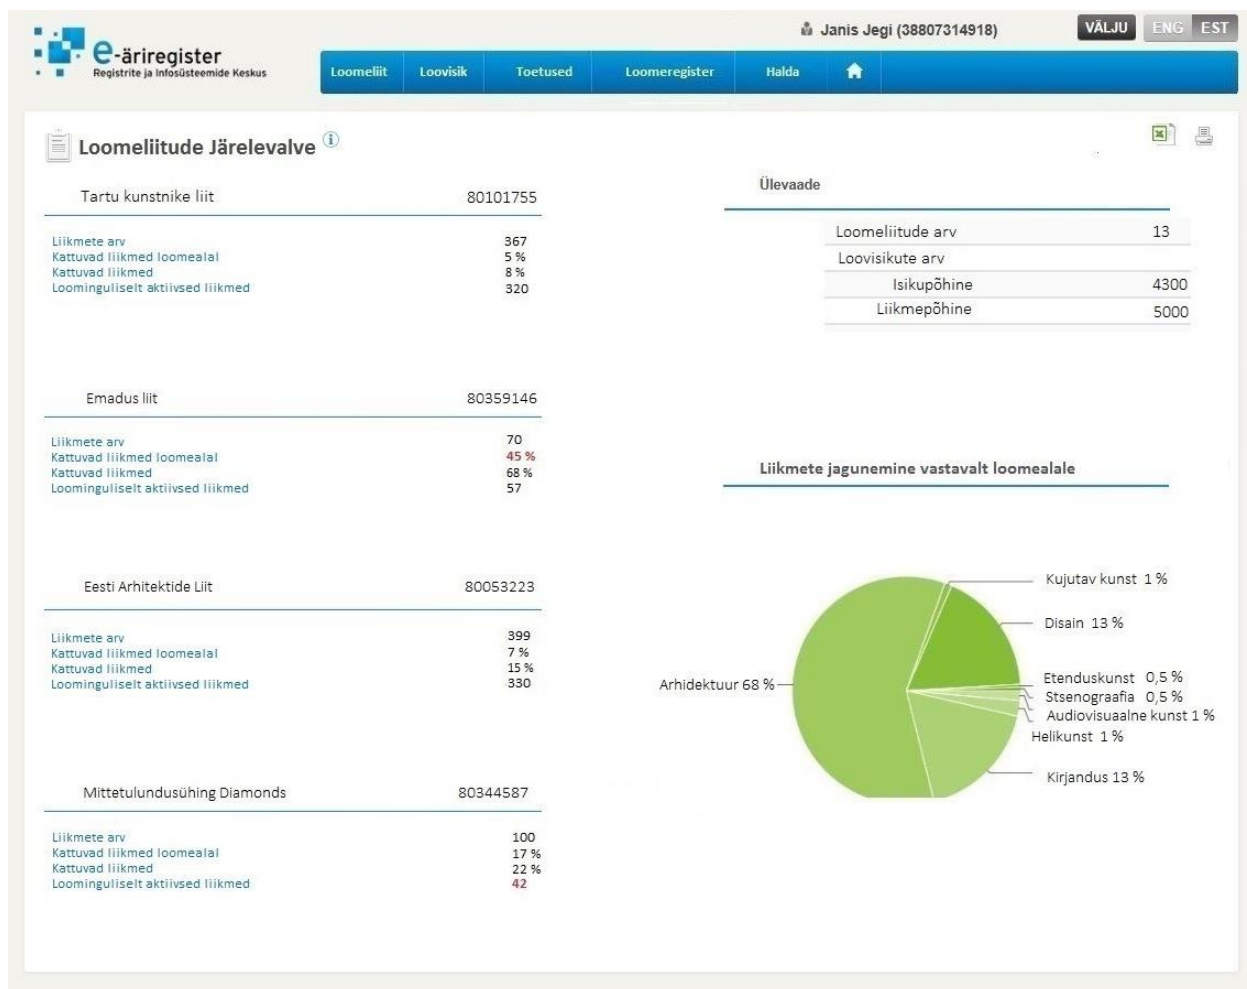 Janis Jegi (38807314918)
VÄLJU
ENG
EST
e-äriregister
Registrite ja Infosüsteemide Keskus
Loomeliit
Loovisik
Toetused
Loomeregister
Halda
Loomeliitude Järelevalve
Tartu kunstnike liit 80101755
Liikmete arv 367
Kattuvad liikmed loomealal 5 %
Kattuvad liikmed 8 %
Loominguliselt aktiivsed liikmed 320
Emadus liit 80359146
Liikmete arv 70
Kattuvad liikmed loomealal 45 %
Kattuvad liikmed 68 %
Loominguliselt aktiivsed liikmed 57
Eesti Arhitektide Liit 80053223
Liikmete arv 399
Kattuvad liikmed loomealal 7 %
Kattuvad liikmed 15 %
Loominguliselt aktiivsed liikmed 330
Mittetulundusühing Diamonds 80344587
Liikmete arv 100
Kattuvad liikmed loomealal 17 %
Kattuvad liikmed 22 %
Loominguliselt aktiivsed liikmed 42
Ülevaade
Loomeliitude arv 13
Loovisikute arv
Isikupõhine 4300
Liikmepõhine 5000
Liikmete jagunemine vastavalt loomealale
Kujutav kunst 1 %
Disain 13 %
Etenduskunst 0,5 %
Stsenograafia 0,5 %
Audiovisuaalne kunst 1 %
Helikunst 1 %
Kirjandus 13 %
Arhidektuur 68 %